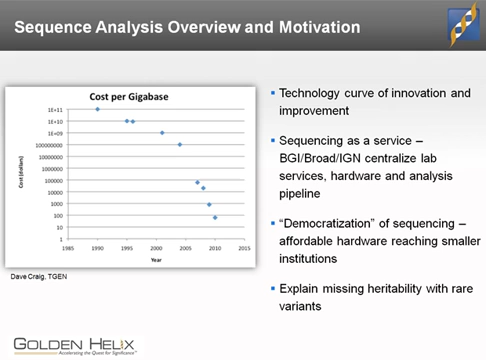 Sequence Analysis Overview and Motivation
Cost per Gigabase
1E+11
1E+10
1E+09
100000000
10000000
1000000
100000
10000
1000
100
10
1
Cost (dollars)
1985 1990 1995 2000 2005 2010 2015
Year
Dave Craig, TGEN
Technology curve of innovation and
improvement
Sequencing as a service –
BGI/Broad/IGN centralize lab
services, hardware and analysis
pipeline
“Democratization” of sequencing –
affordable hardware reaching smaller
institutions
Explain missing heritability with rare
variants
GOLDEN HELIX
Accelerating the Quest for Significance™